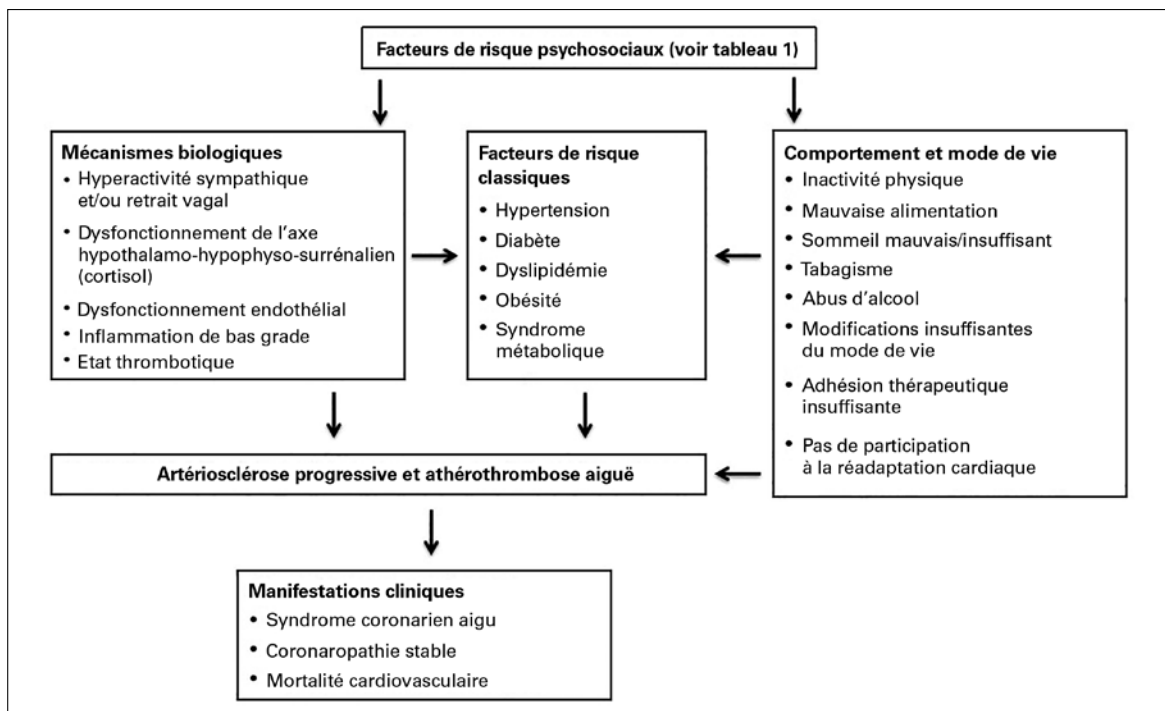 Facteurs de risque psychosociaux (voir tableau 1)
Mécanismes biologiques
• Hyperactivité sympathique
et/ou retrait vagal
• Dysfonctionnement de l'axe
hypothalamo-hypophyso-surrénalien
(cortisol)
• Dysfonctionnement endothélial
• Inflammation de bas grade
• Etat thrombotique
Facteurs de risque
classiques
• Hypertension
• Diabète
• Dyslipidémie
• Obésité
• Syndrome
métabolique
Comportement et mode de vie
• Inactivité physique
• Mauvaise alimentation
• Sommeil mauvais/insuffisant
• Tabagisme
• Abus d'alcool
• Modifications insuffisantes
du mode de vie
• Adhésion thérapeutique
insuffisante
• Pas de participation
à la réadaptation cardiaque
Artériosclérose progressive et athérothrombose aiguë
Manifestations cliniques
• Syndrome coronarien aigu
• Coronaropathie stable
• Mortalité cardiovasculaire